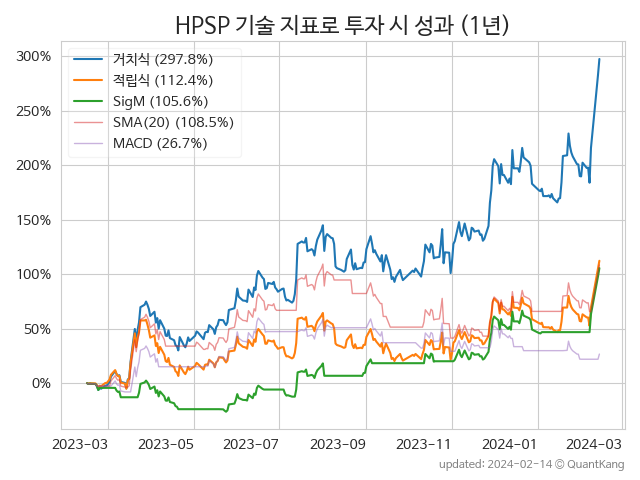 HPSP 기술 지표로 투자 시 성과 (1년)
300%
250%
200%
150%
100%
50%
0%
거치식 (297.8%)
적립식 (112.4%)
SigM (105.6%)
SMA(20) (108.5%)
MACD (26.7%)
2023-03 2023-05 2023-07 2023-09 2023-11 2024-01 2024-03
updated: 2024-02-14 © QuantKang